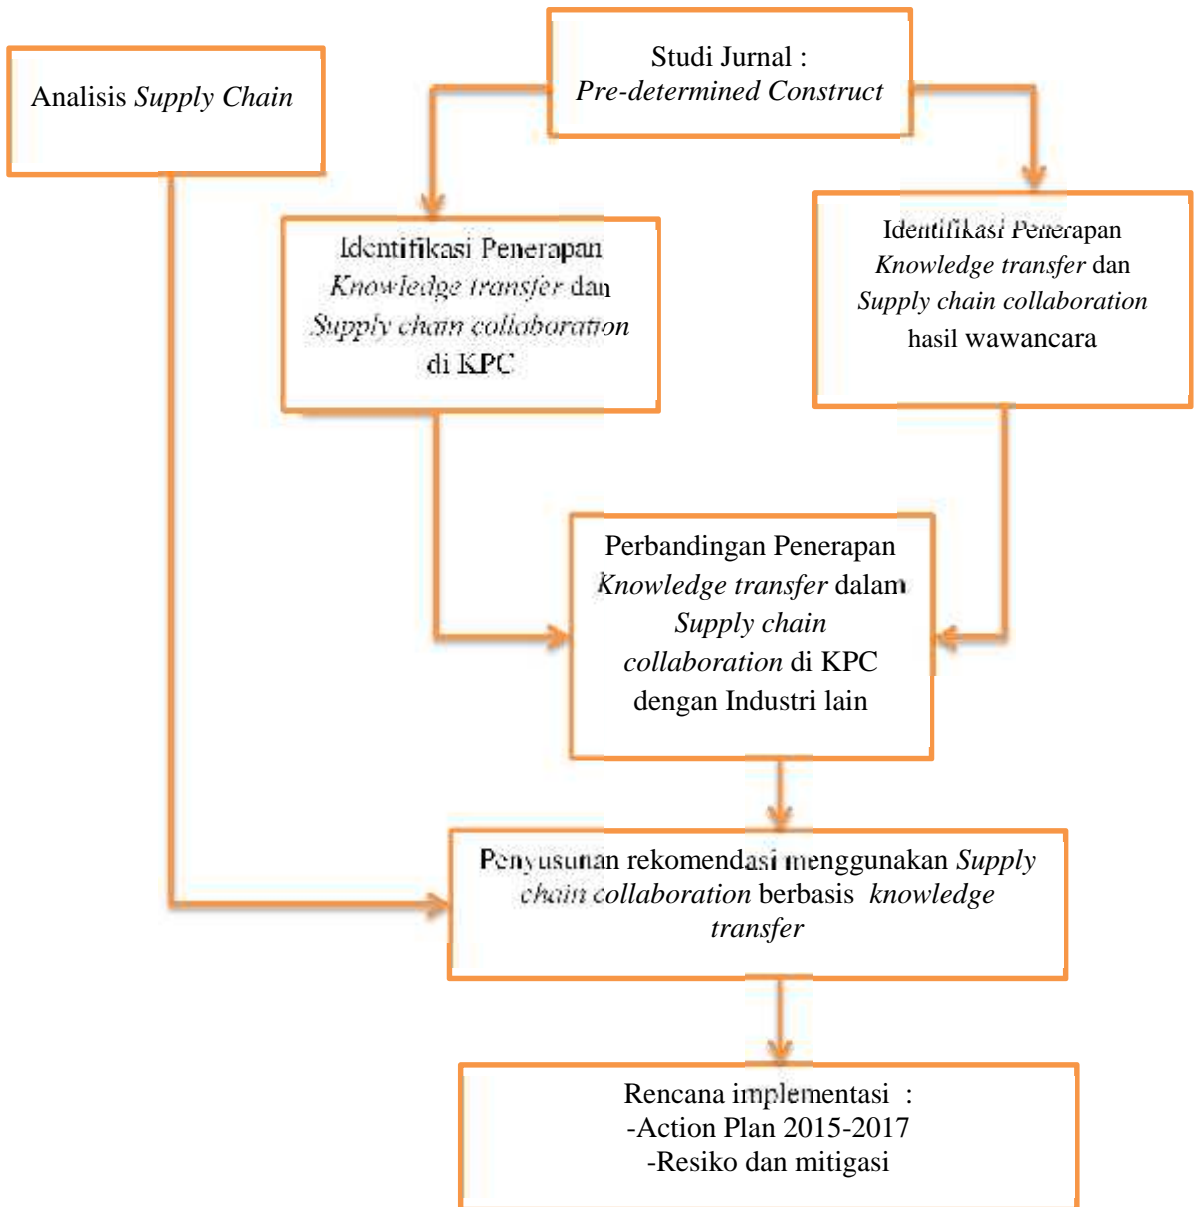 Analisis Supply Chain
Studi Jurnal :
Pre-determined Construct
Identifikasi Penerapan
Knowledge transfer dan
Supply chain collaboration
di KPC
Identifikasi Penerapan
Knowledge transfer dan
Supply chain collaboration
hasil wawancara
Perbandingan Penerapan
Knowledge transfer dalam
Supply chain
collaboration di KPC
dengan Industri lain
Penyusunan rekomendasi menggunakan Supply
chain collaboration berbasis knowledge
transfer
Rencana implementasi :
-Action Plan 2015-2017
-Resiko dan mitigasi